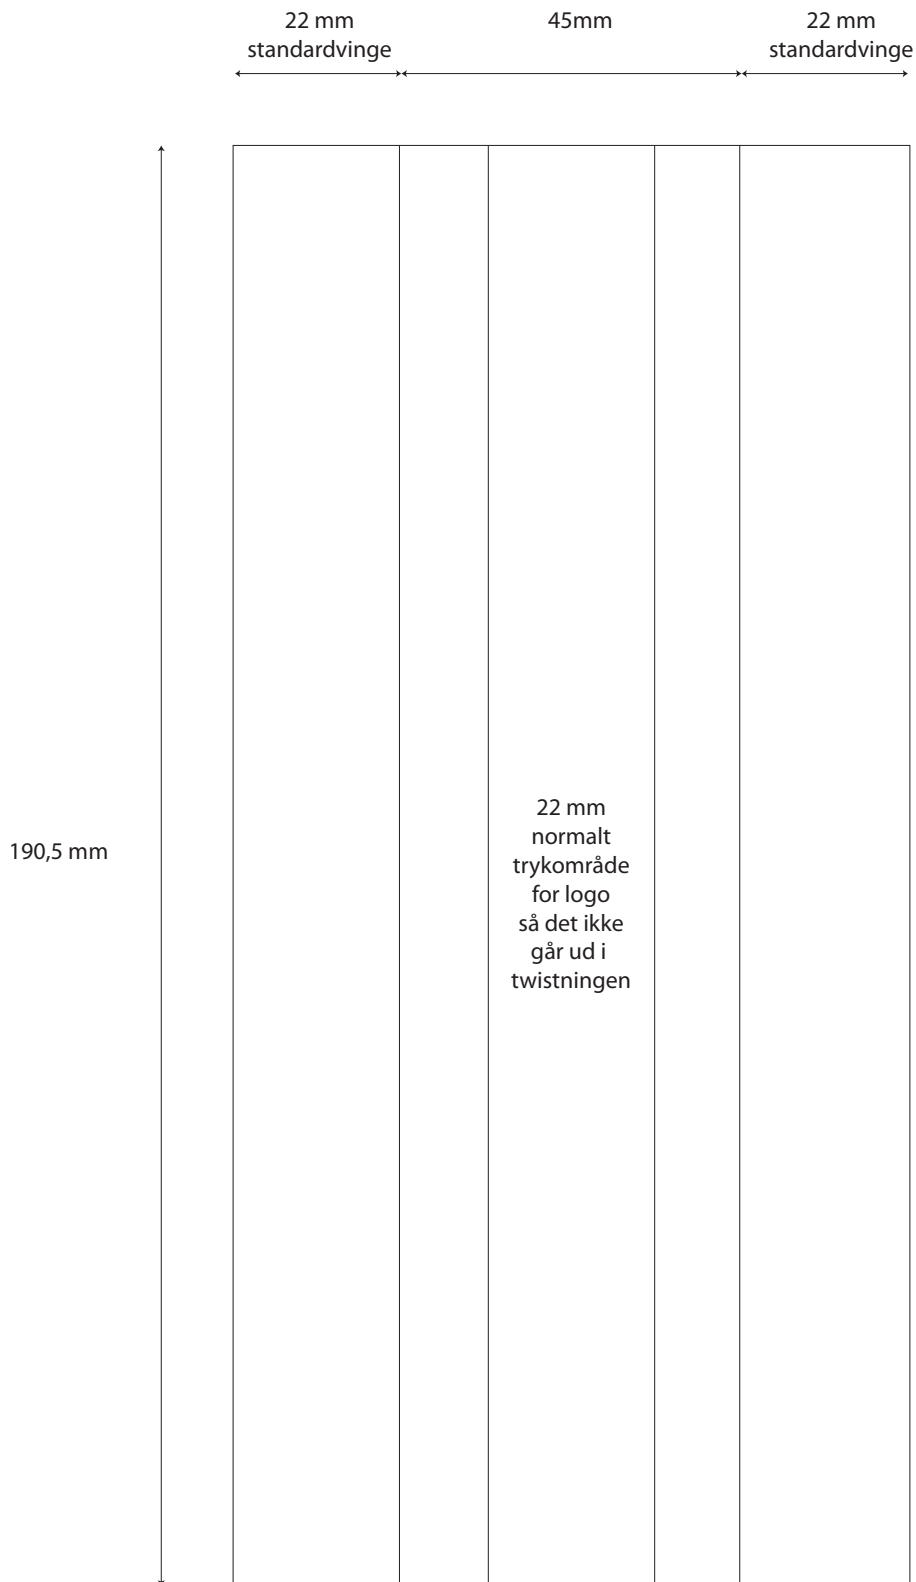 22 mm
standardvinge
45mm
22 mm
standardvinge
190,5 mm
22 mm
normalt
trykområde
for logo
så det ikke
går ud i
twistningen